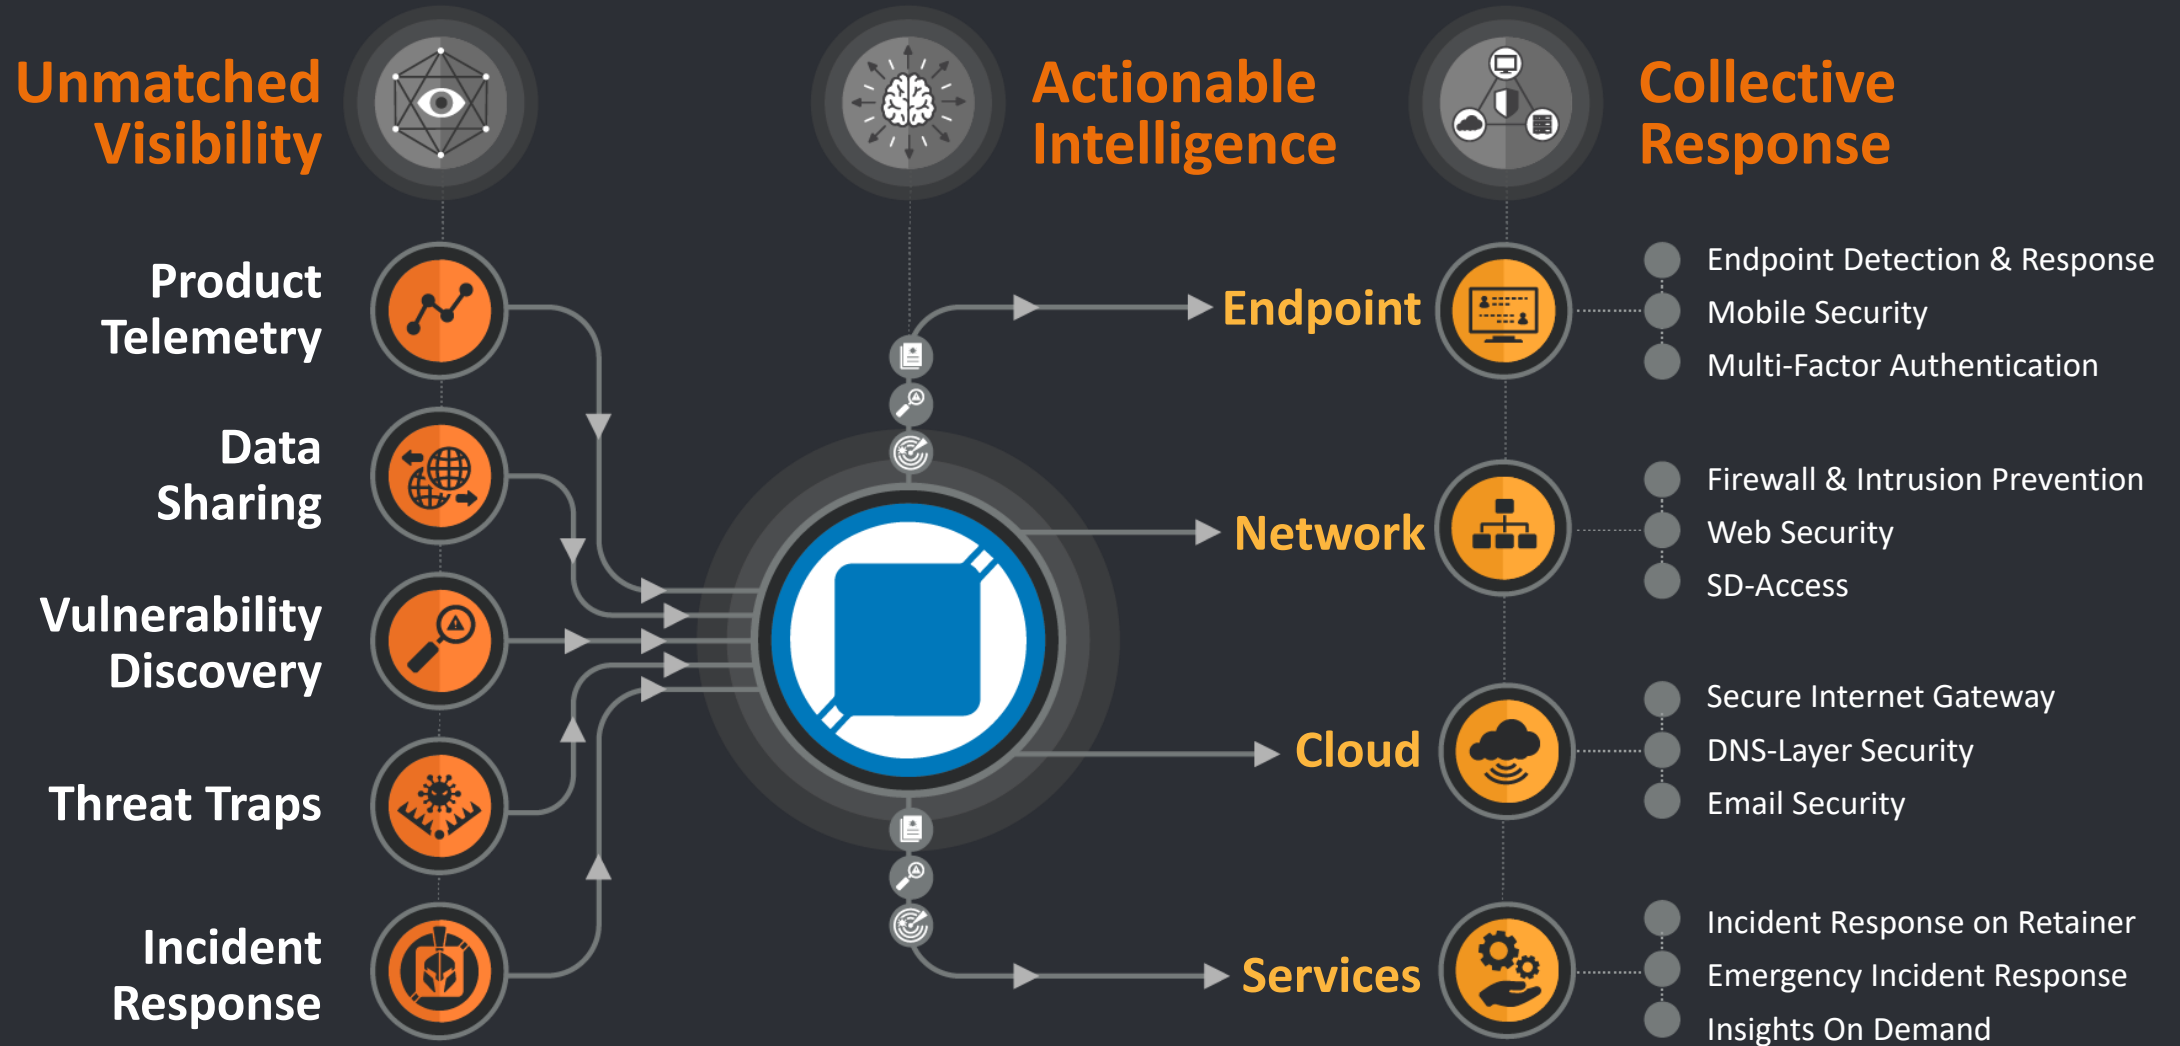 Unmatched
Visibility
Actionable
Intelligence
Collective
Response
Product
Telemetry
Data
Sharing
Vulnerability
Discovery
Threat Traps
Incident
Response
Endpoint
Endpoint Detection & Response
Mobile Security
Multi-Factor Authentication
Network
Firewall & Intrusion Prevention
Web Security
SD-Access
Cloud
Secure Internet Gateway
DNS-Layer Security
Email Security
Services
Incident Response on Retainer
Emergency Incident Response
Insights On Demand